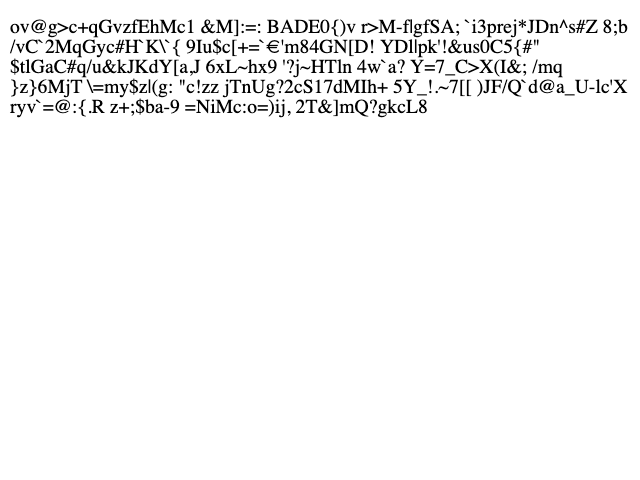 ov@g>c+qGvzfEhMc1 &M]:=: BADE0{)v r>M-f|gfSA; `i3prej*JDn^s#Z 8;b
/vC`2MqGyc#H`K\`{ 9Iu$c[+=`€'m84GN[D! YDl|pk'!&us0C5{#"
$tlGaC#q/u&kJKdY[a,J 6xL~hx9 '?j~HTln 4w`a? Y=7_C>X(I&; /mq
}z}6MjT \=my$z|(g: "c!zz jTnUg?2cS17dMIh+ 5Y_!.~7[[ )JF/Q`d@a_U-lc'X
ryv`=@:{.R z+;$ba-9 =NiMc:o=)ij, 2T&]mQ?gkcL8